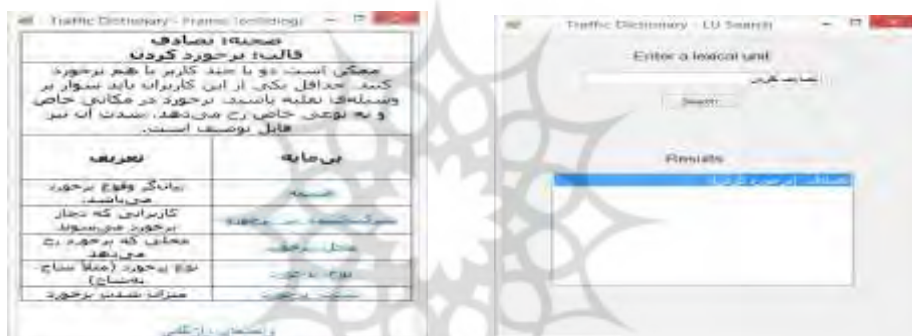 Traffic Dictionary - Frame
صحنه: تصادف
قالب: برخورد کردن
ممکن است دو یا چند کاربر با هم برخورد
کنند. حداقل یکی از این کاربران باید سوار بر
وسیله‌ی نقلیه باشند. برخورد در مکانی خاص
و به نوعی خاص رخ می‌دهد. شدت آن نیز
قابل توصیف است.
بن‌مایه تعریف
بیانگر وقوع برخورد
می‌باشد.
کاربرانی که دچار
برخورد می‌شوند
محل برخورد محلی که برخورد رخ
می‌دهد
نوع برخورد نوع برخورد (مثلاً شاخ
به‌شاخ)
شدت برخورد میزان شدت برخورد
Traffic Dictionary - LU Search
Enter a lexical unit
تصادف کردن
Search
Results
تصادف (برخورد کردن)